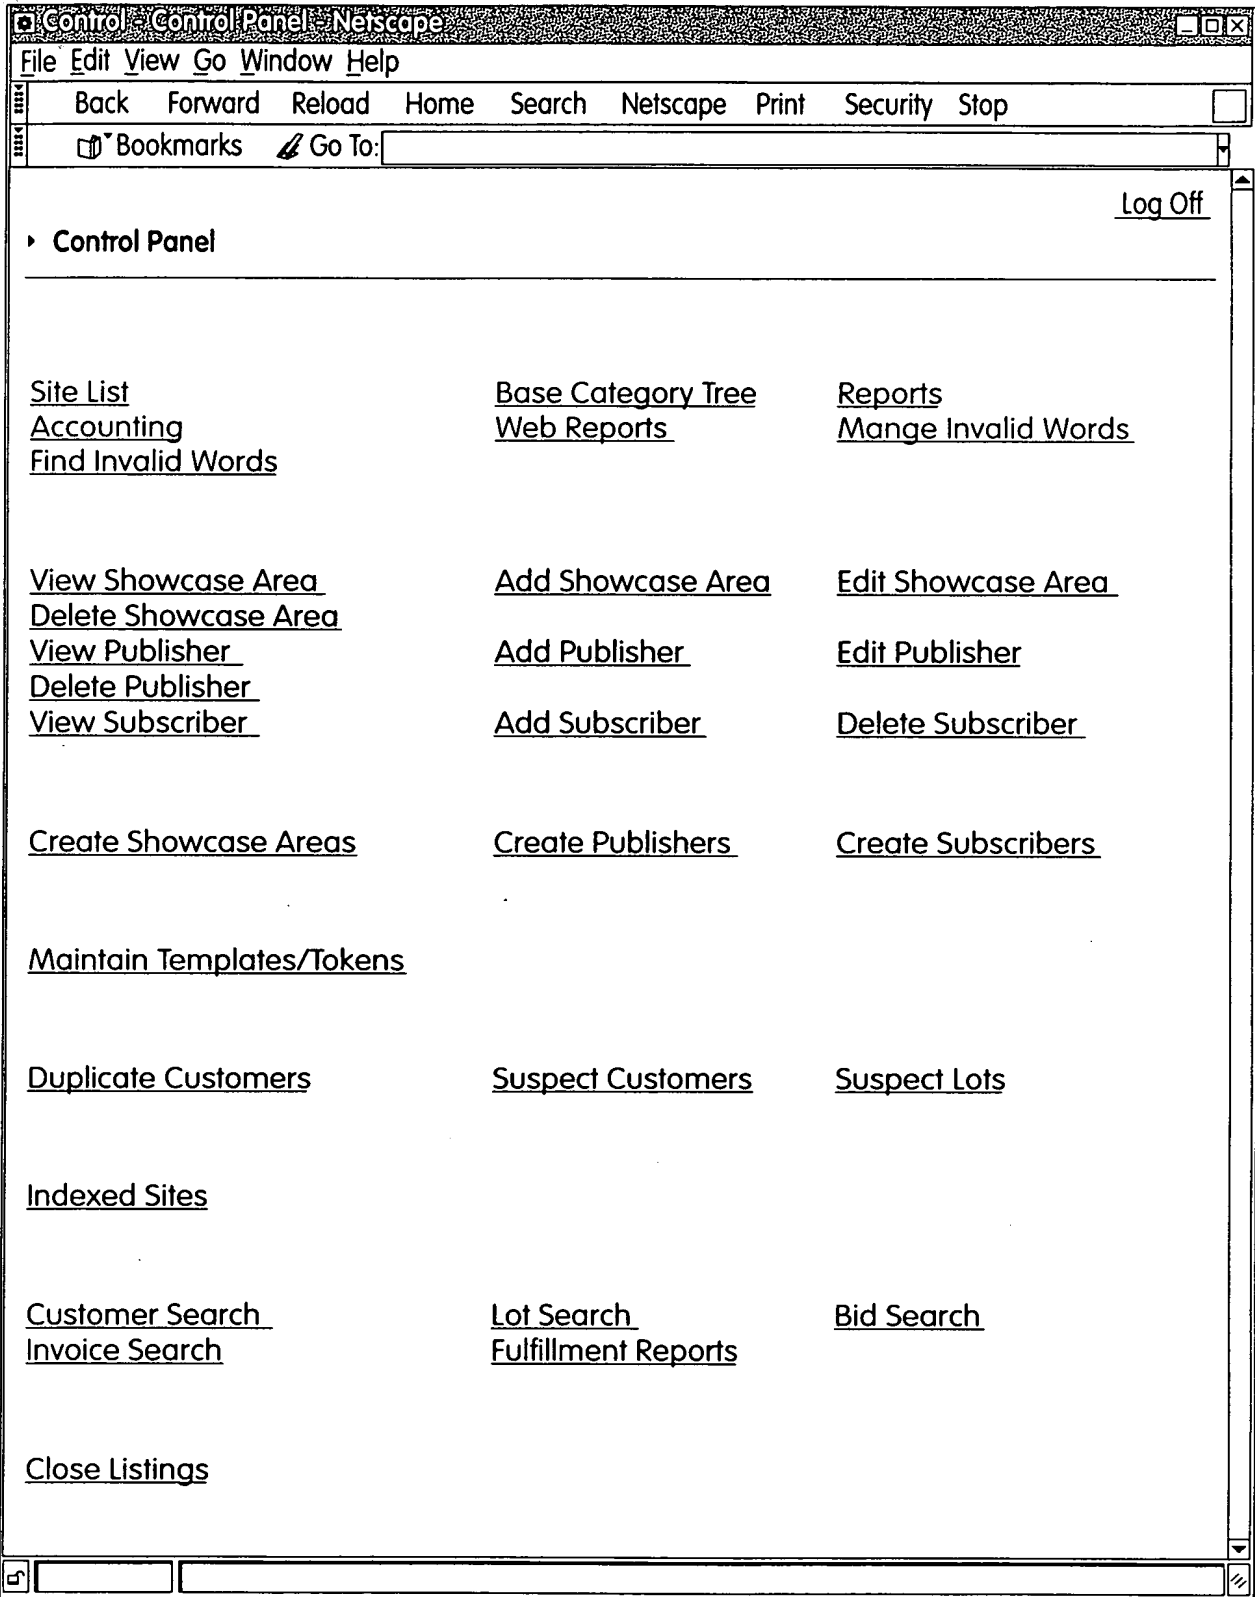 Control - Control Panel - Netscape
File Edit View Go Window Help
Back Forward Reload Home Search Netscape Print Security Stop
Bookmarks Go To:
Log Off
Control Panel
Site List Base Category Tree Reports
Accounting Web Reports Mange Invalid Words
Find Invalid Words
View Showcase Area Add Showcase Area Edit Showcase Area
Delete Showcase Area
View Publisher Add Publisher Edit Publisher
Delete Publisher
View Subscriber Add Subscriber Delete Subscriber
Create Showcase Areas Create Publishers Create Subscribers
Maintain Templates/Tokens
Duplicate Customers Suspect Customers Suspect Lots
Indexed Sites
Customer Search Lot Search Bid Search
Invoice Search Fulfillment Reports
Close Listings